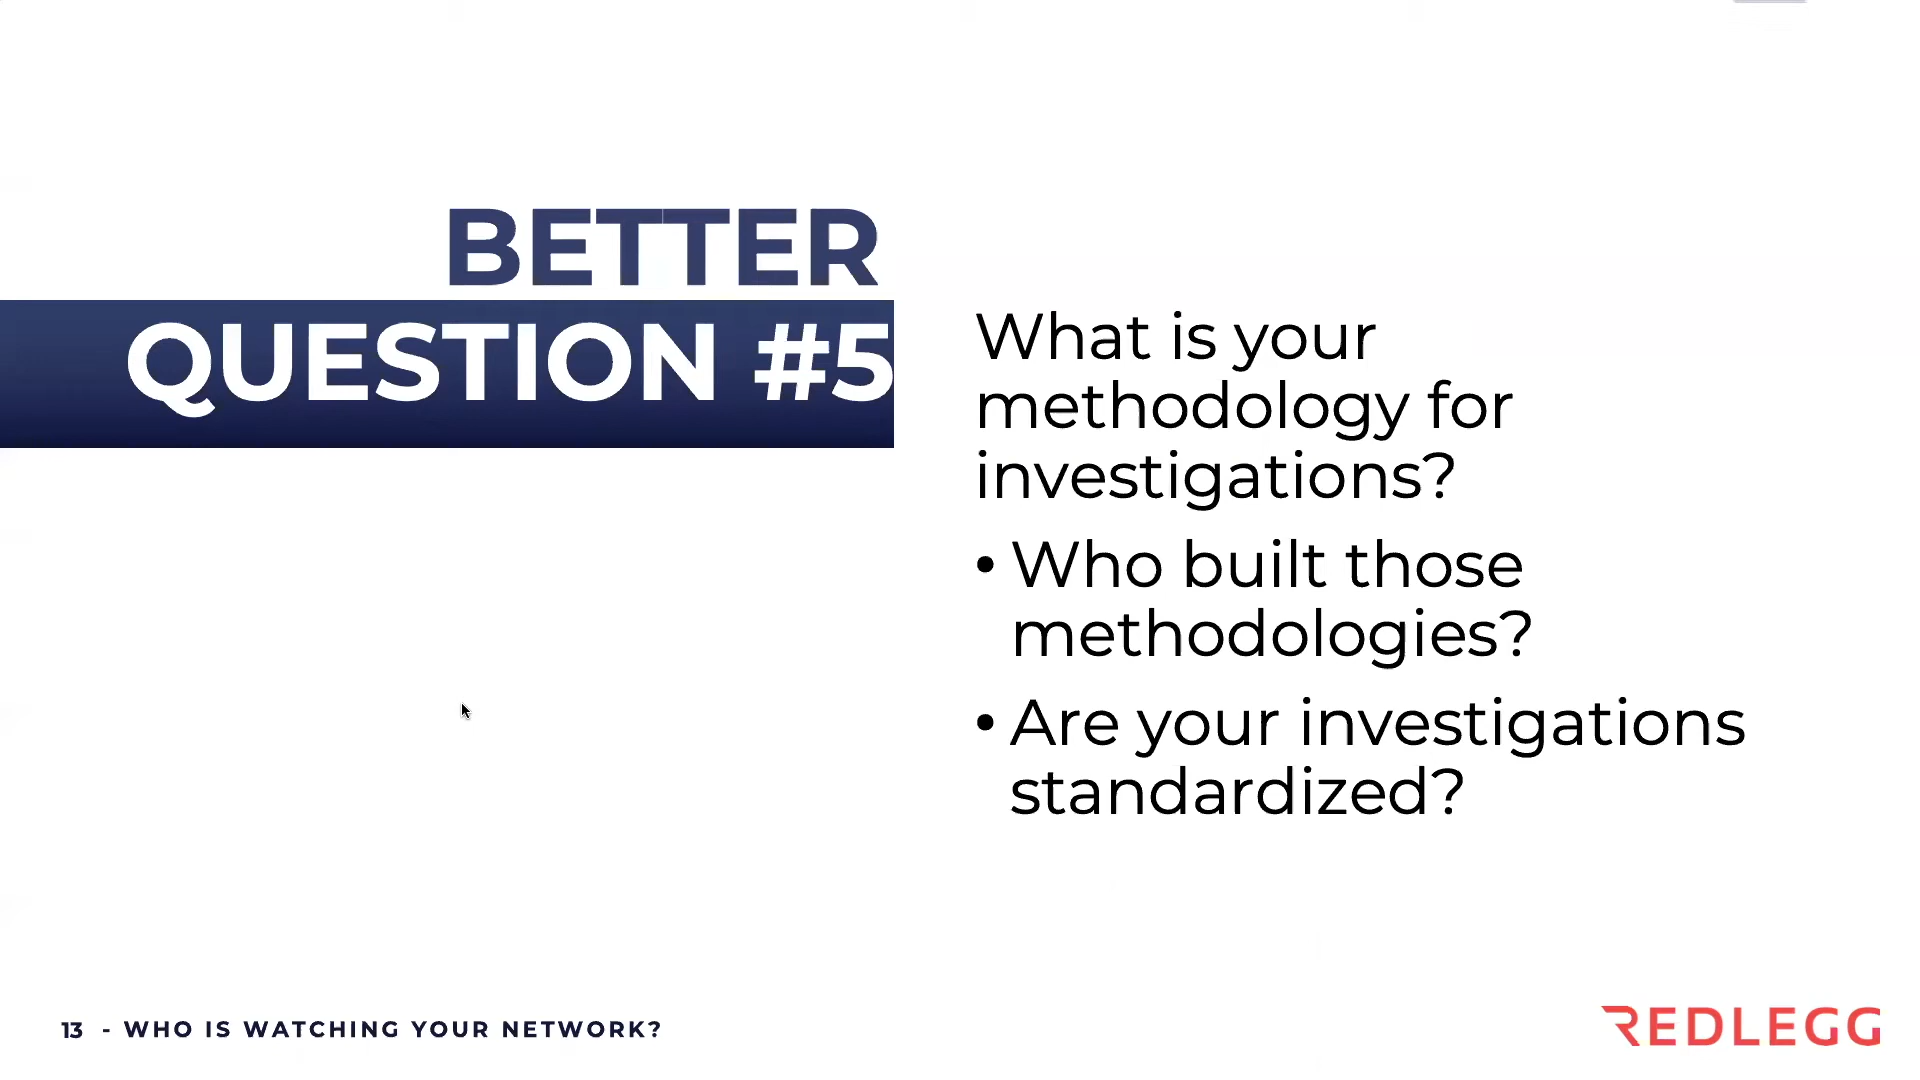 BETTER
QUESTION #5
What is your
methodology for
investigations?
• Who built those
methodologies?
• Are your investigations
standardized?
13 - WHO IS WATCHING YOUR NETWORK?
REDLEGG